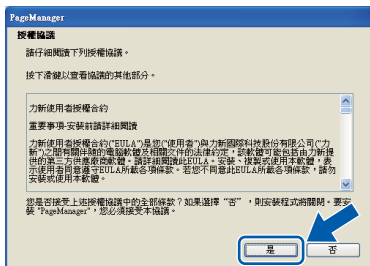 PageManager
授權協議
請仔細閱讀下列授權協議。
按下滑鍵以查看協議的其他部分。
力新使用者授權合約
重要事項-安裝前請詳細閱讀
力新使用者授權合約("EULA")是您("使用者")與力新國際科技股份有限公司("力
新")之間有關伴隨的電腦軟體及相關文件的法律約定，該軟體可能包括由力新提
供的第三方供應廠商軟體。請詳細閱讀此EULA。安裝、複製或使用本軟體，表
示使用者同意遵守EULA所載各項條款。若您不同意此EULA所載各項條款，請勿
安裝或使用本軟體。
您是否接受上述授權協議中的全部條款？如果選擇 "否" ，則安裝程式將關閉。要安
裝 "PageManager"，您必須接受本協議。
是 否